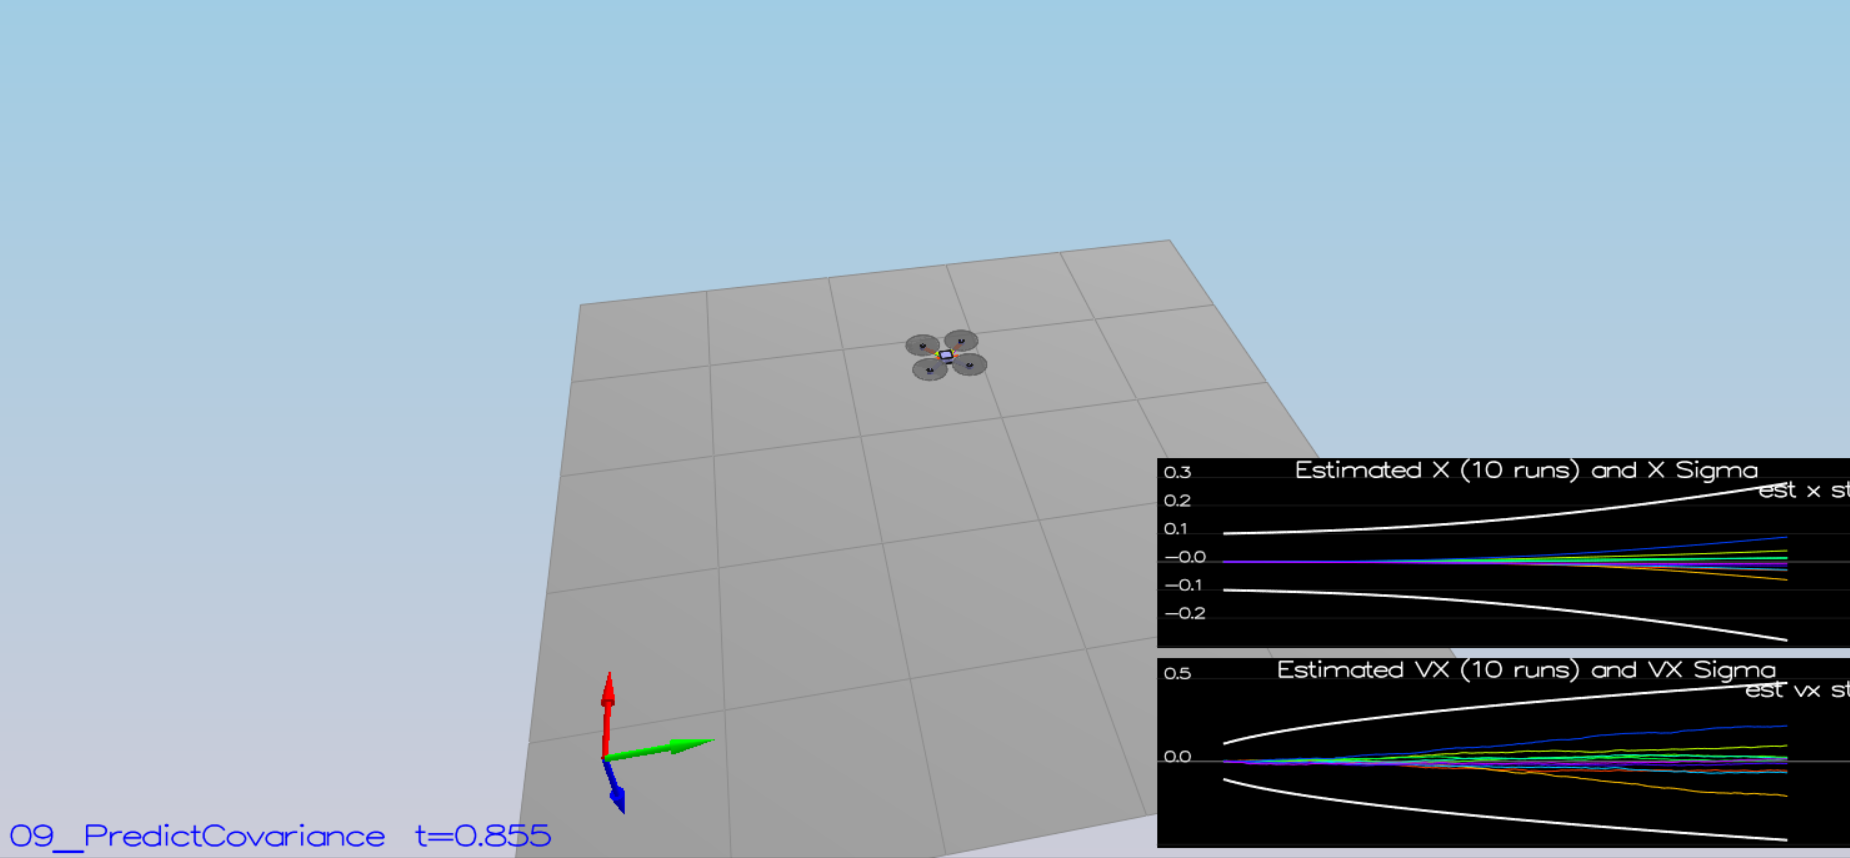 Estimated X (10 runs) and X Sigma
0.3
est x st
0.2
0.1
-0.0
-0.1
-0.2
Estimated VX (10 runs) and VX Sigma
0.5
est vx st
0.0
09_PredictCovariance t=0.855